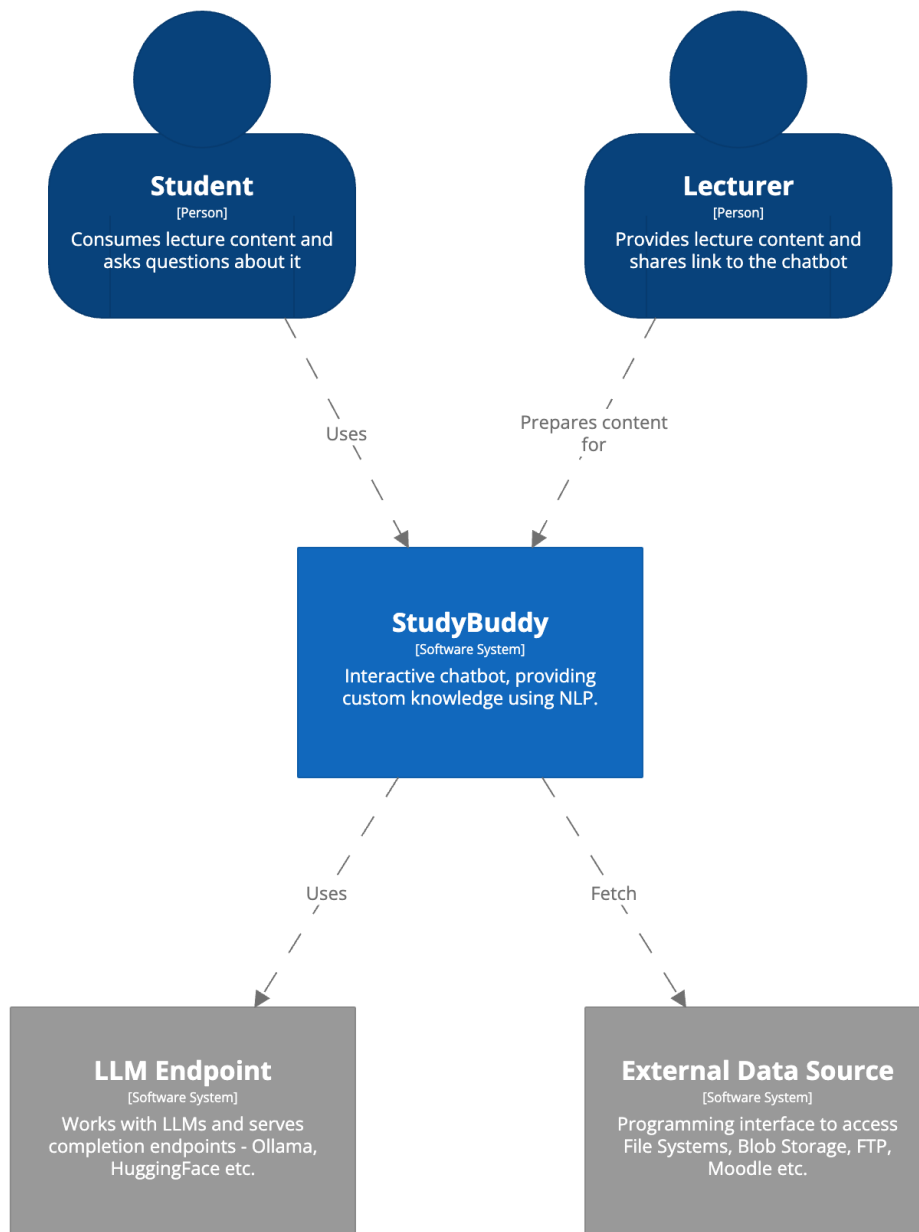 Student
[Person]
Consumes lecture content and
asks questions about it
Lecturer
[Person]
Provides lecture content and
shares link to the chatbot
Uses
Prepares content
for
StudyBuddy
[Software System]
Interactive chatbot, providing
custom knowledge using NLP.
Uses
Fetch
LLM Endpoint
[Software System]
Works with LLMs and serves
completion endpoints - Ollama,
HuggingFace etc.
External Data Source
[Software System]
Programming interface to access
File Systems, Blob Storage, FTP,
Moodle etc.